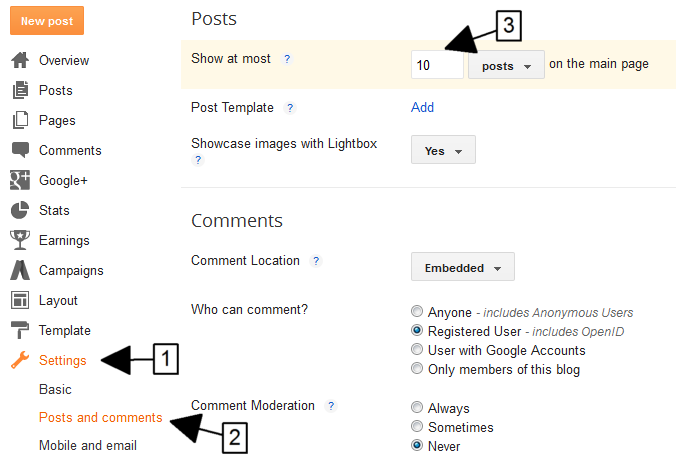 New post
Overview
Posts
Pages
Comments
Google+
Stats
Earnings
Campaigns
Layout
Template
Settings
1
Basic
Posts and comments
2
Mobile and email
Posts
3
Show at most ? 10 posts on the main page
Post Template ? Add
Showcase images with Lightbox
? Yes
Comments
Comment Location ? Embedded
Who can comment?
Anyone - includes Anonymous Users
Registered User - includes OpenID
User with Google Accounts
Only members of this blog
Comment Moderation ? Always
Sometimes
Never